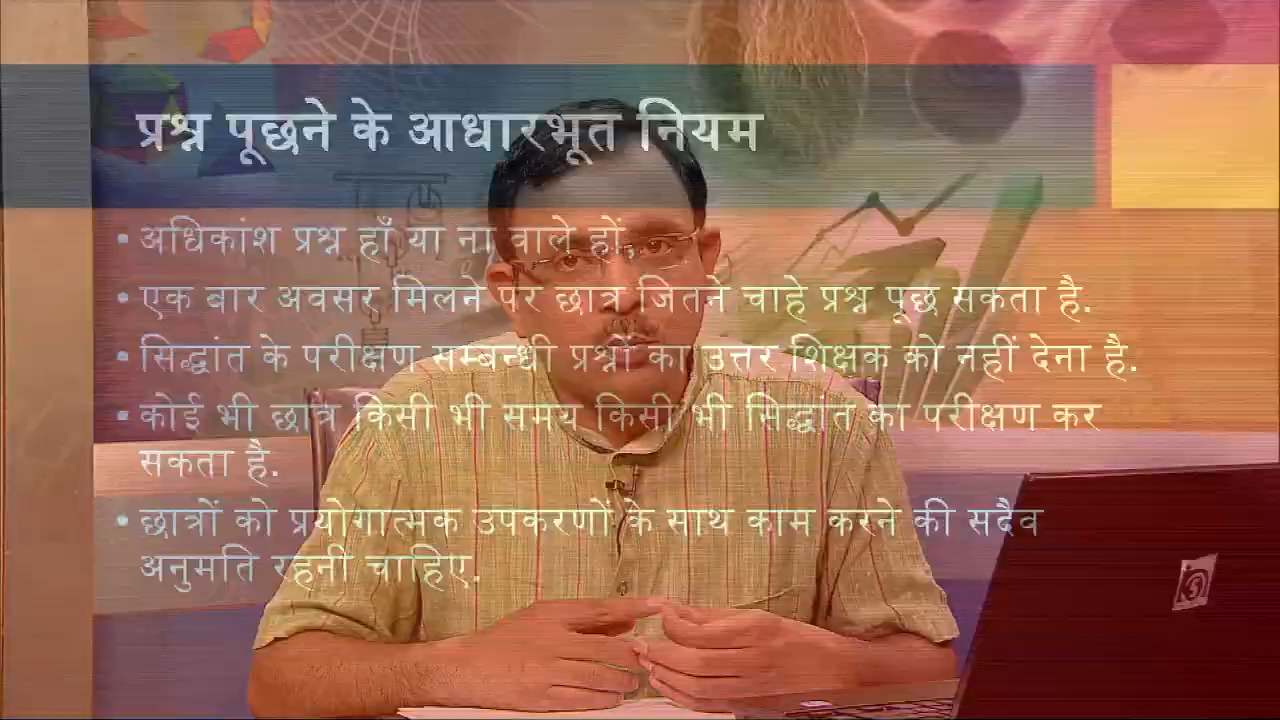 प्रश्न पूछने के आधारभूत नियम
• अधिकांश प्रश्न हाँ या ना वाले हों,
• एक बार अवसर मिलने पर छात्र जितने चाहे प्रश्न पूछ सकता है.
• सिद्धांत के परीक्षण सम्बन्धी प्रश्नों का उत्तर शिक्षक को नहीं देना है.
• कोई भी छात्र किसी भी समय किसी भी सिद्धांत का परीक्षण कर
सकता है.
• छात्रों को प्रयोगात्मक उपकरणों के साथ काम करने की सदैव
अनुमति रहनी चाहिए.